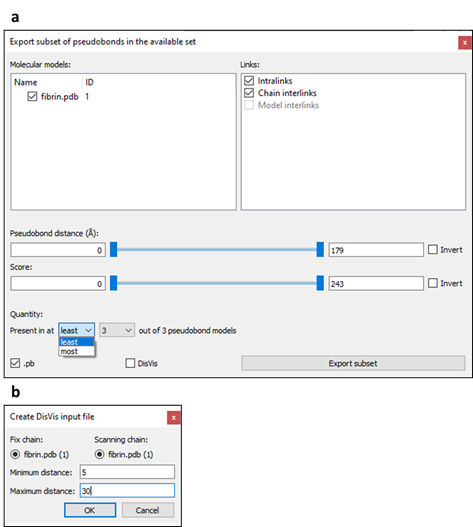 a
Export subset of pseudobonds in the available set
x
Molecular models:
Links:
Name ID
fibrin.pdb 1
Intralinks
Chain interlinks
Model interlinks
Pseudobond distance (Å):
0 179 Invert
Score:
0 243 Invert
Quantity:
Present in at least 3 out of 3 pseudobond models
least
most
.pb DisVis Export subset
b
Create DisVis input file
x
Fix chain: Scanning chain:
fibrin.pdb (1) fibrin.pdb (1)
Minimum distance: 5
Maximum distance: 30
OK Cancel